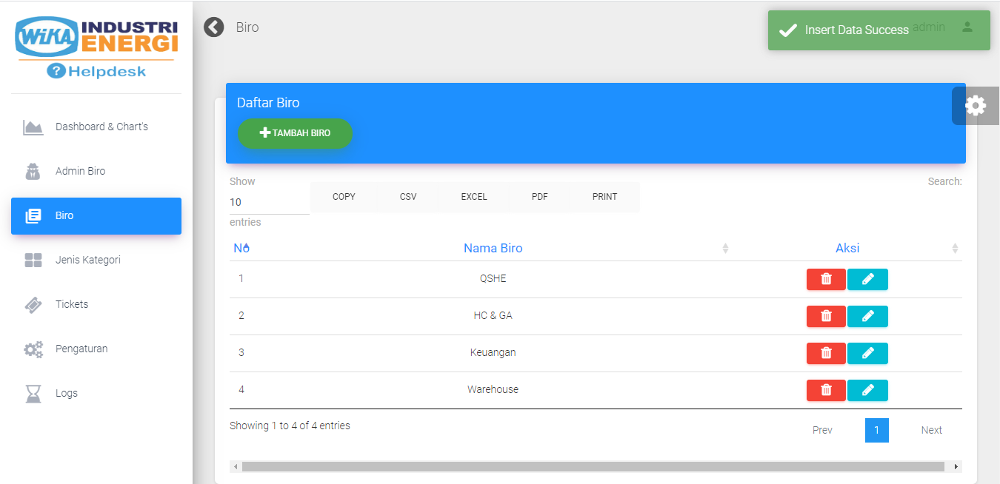 WiKA INDUSTRI
ENERGI
? Helpdesk
Dashboard & Chart's
Admin Biro
Biro
Jenis Kategori
Tickets
Pengaturan
Logs
Biro
Insert Data Success admin
Daftar Biro
TAMBAH BIRO
Show
10
entries
COPY CSV EXCEL PDF PRINT
Search:
No Nama Biro Aksi
1 QSHE
2 HC & GA
3 Keuangan
4 Warehouse
Showing 1 to 4 of 4 entries
Prev 1 Next